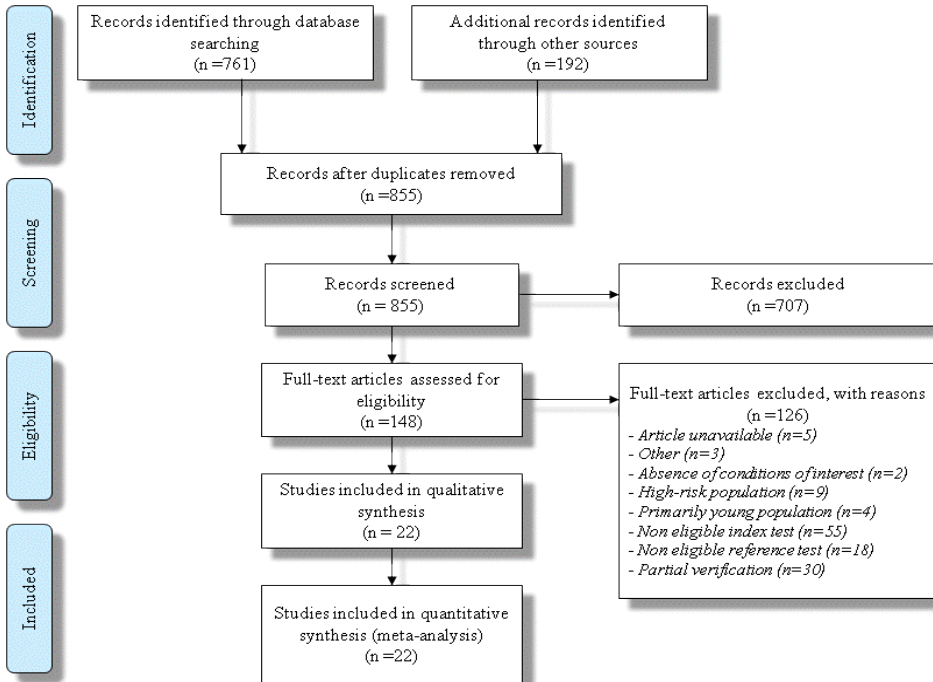 Identification
Records identified through database
searching
(n =761)
Additional records identified
through other sources
(n =192)
Records after duplicates removed
(n =855)
Screening
Records screened
(n = 855)
Records excluded
(n =707)
Eligibility
Full-text articles assessed for
eligibility
(n =148)
Full-text articles excluded, with reasons
(n =126)
- Article unavailable (n=5)
- Other (n=3)
- Absence of conditions of interest (n=2)
- High-risk population (n=9)
- Primarily young population (n=4)
- Non eligible index test (n=55)
- Non eligible reference test (n=18)
- Partial verification (n=30)
Studies included in qualitative
synthesis
(n = 22)
Included
Studies included in quantitative
synthesis (meta-analysis)
(n =22)